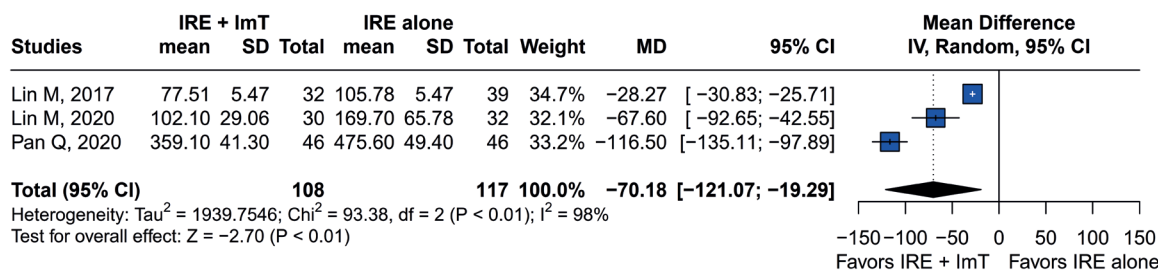 IRE + ImT IRE alone Mean Difference
Studies mean SD Total mean SD Total Weight MD 95% CI IV, Random, 95% CI
Lin M, 2017 77.51 5.47 32 105.78 5.47 39 34.7% −28.27 [ −30.83; −25.71]
Lin M, 2020 102.10 29.06 30 169.70 65.78 32 32.1% −67.60 [ −92.65; −42.55]
Pan Q, 2020 359.10 41.30 46 475.60 49.40 46 33.2% −116.50 [−135.11; −97.89]
Total (95% CI) 108 117 100.0% −70.18 [−121.07; −19.29]
Heterogeneity: Tau² = 1939.7546; Chi² = 93.38, df = 2 (P < 0.01); I² = 98%
Test for overall effect: Z = −2.70 (P < 0.01)
−150 −100 −50 0 50 100 150
Favors IRE + ImT Favors IRE alone